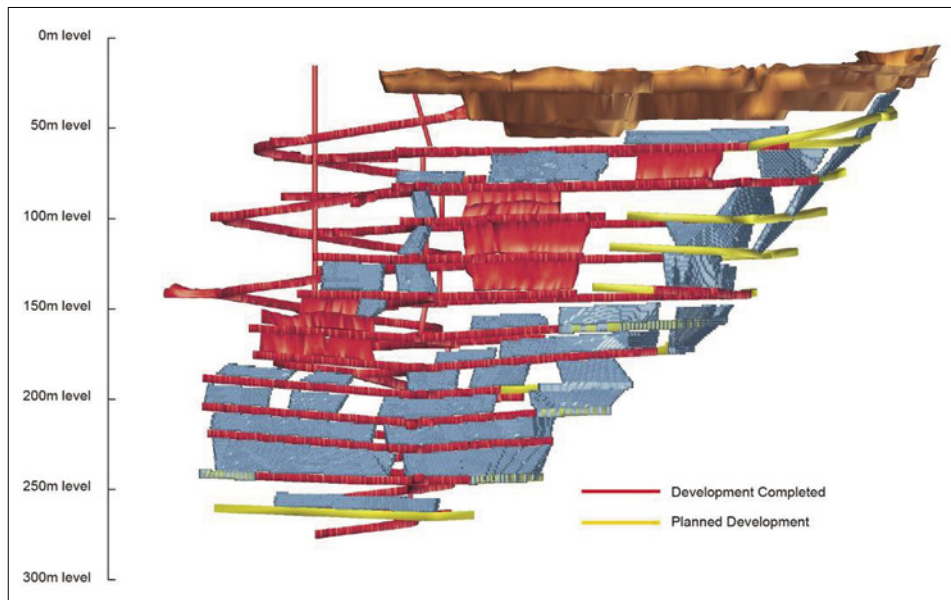 0m level
50m level
100m level
150m level
200m level
250m level
300m level
Development Completed
Planned Development